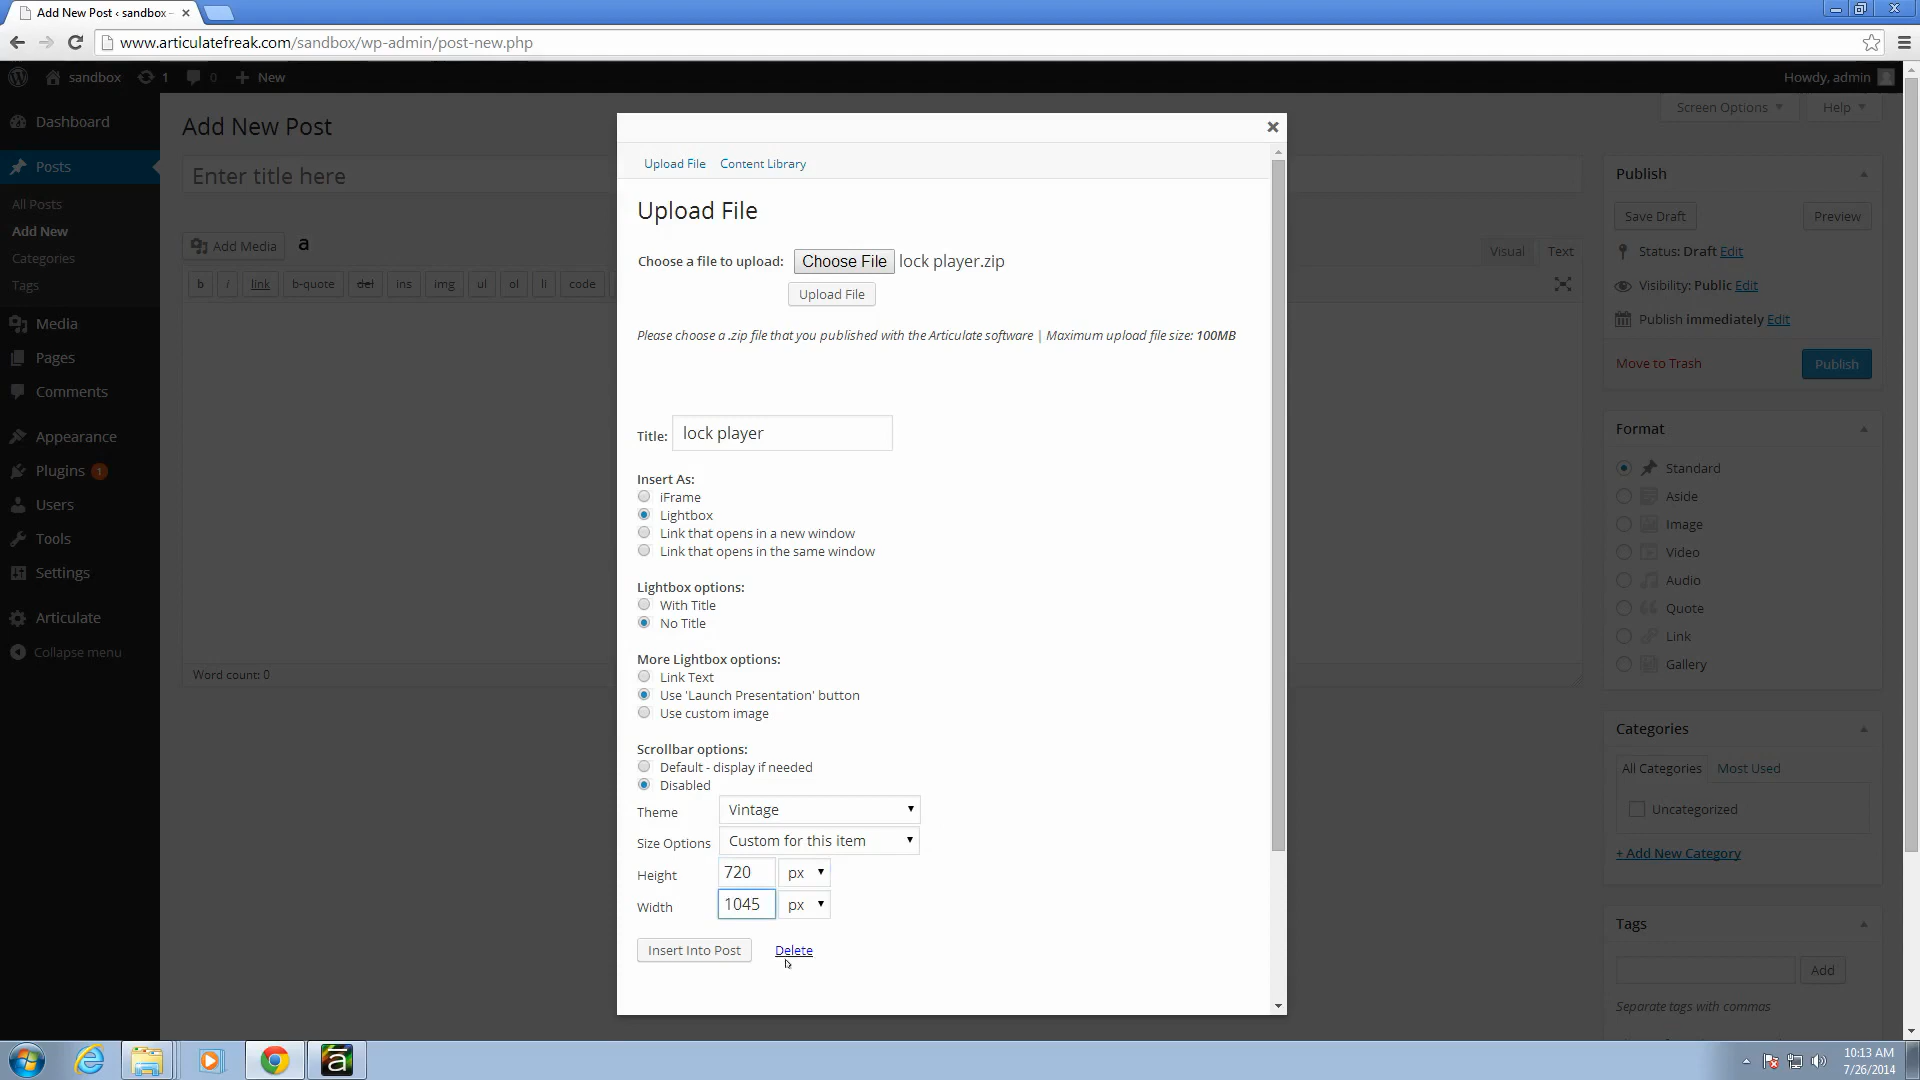 Add New Post ‹ sandbox
www.articulatefreak.com/sandbox/wp-admin/post-new.php
sandbox 1 0 New Howdy, admin
Screen Options Help
Dashboard
Posts
All Posts
Add New
Categories
Tags
Media
Pages
Comments
Appearance
Plugins 1
Users
Tools
Settings
Articulate
Collapse menu
Add New Post
Enter title here
Add Media a
Visual Text
b i link b-quote del ins img ul ol li code
Word count: 0
Upload File Content Library
Upload File
Choose a file to upload: Choose File lock player.zip
Upload File
Please choose a .zip file that you published with the Articulate software | Maximum upload file size: 100MB
Title: lock player
Insert As:
iFrame
Lightbox
Link that opens in a new window
Link that opens in the same window
Lightbox options:
With Title
No Title
More Lightbox options:
Link Text
Use 'Launch Presentation' button
Use custom image
Scrollbar options:
Default - display if needed
Disabled
Theme Vintage
Size Options Custom for this item
Height 720 px
Width 1045 px
Insert Into Post Delete
Publish
Save Draft Preview
Status: Draft Edit
Visibility: Public Edit
Publish immediately Edit
Move to Trash Publish
Format
Standard
Aside
Image
Video
Audio
Quote
Link
Gallery
Categories
All Categories Most Used
Uncategorized
+ Add New Category
Tags
Add
Separate tags with commas
10:13 AM
7/26/2014